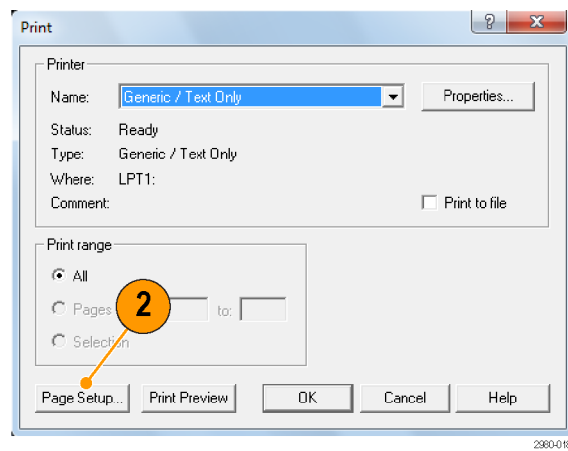 Print
Printer
Name: Generic / Text Only Properties...
Status: Ready
Type: Generic / Text Only
Where: LPT1:
Comment: Print to file
Print range
All
Pages 2 to:
Selection
Page Setup... Print Preview OK Cancel Help